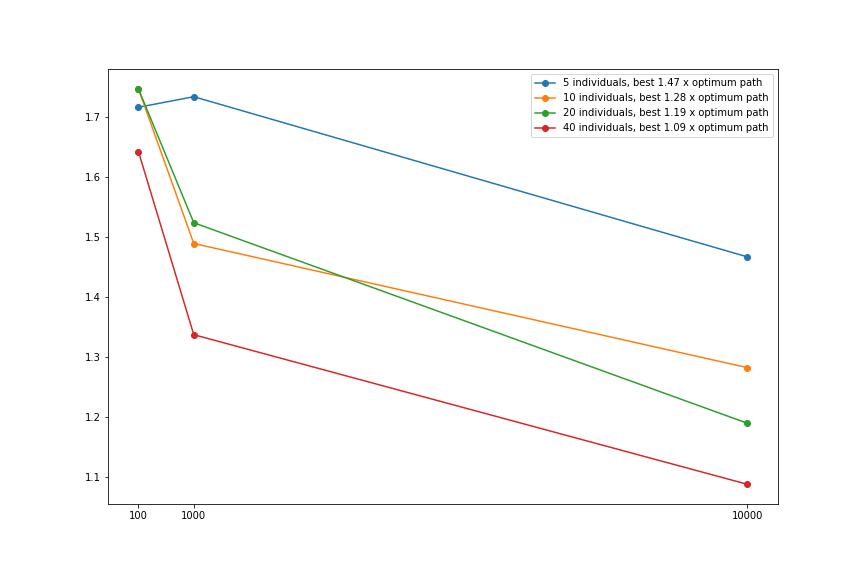 5 individuals, best 1.47 x optimum path
10 individuals, best 1.28 x optimum path
20 individuals, best 1.19 x optimum path
40 individuals, best 1.09 x optimum path
1.7
1.6
1.5
1.4
1.3
1.2
1.1
100 1000 10000